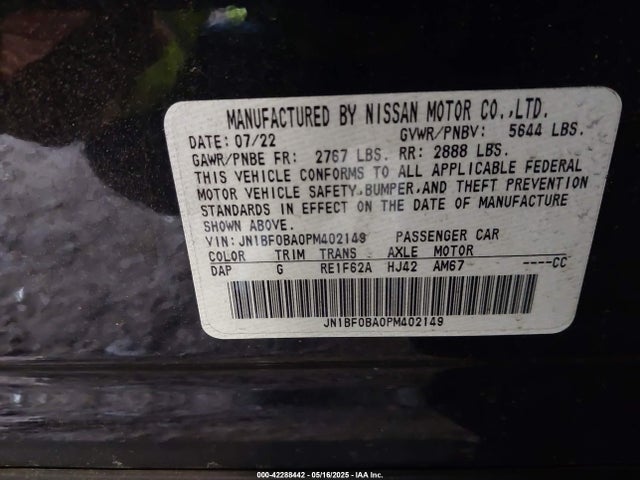 MANUFACTURED BY NISSAN MOTOR CO.,LTD.
DATE: 07/22 GVWR/PNBV: 5644 LBS.
GAWR/PNBE FR: 2767 LBS. RR: 2888 LBS.
THIS VEHICLE CONFORMS TO ALL APPLICABLE FEDERAL
MOTOR VEHICLE SAFETY,BUMPER,AND THEFT PREVENTION
STANDARDS IN EFFECT ON THE DATE OF MANUFACTURE
SHOWN ABOVE.
VIN: JN1BF0BA0PM402149 PASSENGER CAR
COLOR TRIM TRANS AXLE MOTOR
DAP G RE1F62A HJ42 AM67 ----CC
JN1BF0BA0PM402149
000-42288442 - 05/16/2025 - IAA Inc.